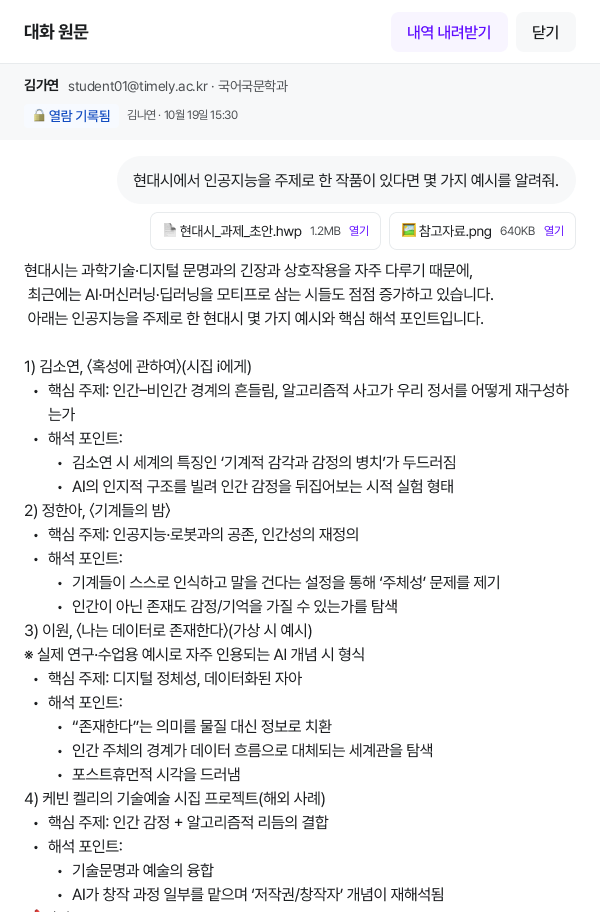 대화 원문
내역 내려받기
닫기
김가연 student01@timely.ac.kr · 국어국문학과
열람 기록됨 김나연 · 10월 19일 15:30
현대시에서 인공지능을 주제로 한 작품이 있다면 몇 가지 예시를 알려줘.
현대시_과제_초안.hwp 1.2MB 열기
참고자료.png 640KB 열기
현대시는 과학기술·디지털 문명과의 긴장과 상호작용을 자주 다루기 때문에,
최근에는 AI·머신러닝·딥러닝을 모티프로 삼는 시들도 점점 증가하고 있습니다.
아래는 인공지능을 주제로 한 현대시 몇 가지 예시와 핵심 해석 포인트입니다.
1) 김소연, 〈혹성에 관하여〉(시집 i에게)
• 핵심 주제: 인간–비인간 경계의 흔들림, 알고리즘적 사고가 우리 정서를 어떻게 재구성하
는가
• 해석 포인트:
• 김소연 시 세계의 특징인 ‘기계적 감각과 감정의 병치’가 두드러짐
• AI의 인지적 구조를 빌려 인간 감정을 뒤집어보는 시적 실험 형태
2) 정한아, 〈기계들의 밤〉
• 핵심 주제: 인공지능·로봇과의 공존, 인간성의 재정의
• 해석 포인트:
• 기계들이 스스로 인식하고 말을 건다는 설정을 통해 ‘주체성’ 문제를 제기
• 인간이 아닌 존재도 감정/기억을 가질 수 있는가를 탐색
3) 이원, 〈나는 데이터로 존재한다〉(가상 시 예시)
※ 실제 연구·수업용 예시로 자주 인용되는 AI 개념 시 형식
• 핵심 주제: 디지털 정체성, 데이터화된 자아
• 해석 포인트:
• “존재한다”는 의미를 물질 대신 정보로 치환
• 인간 주체의 경계가 데이터 흐름으로 대체되는 세계관을 탐색
• 포스트휴먼적 시각을 드러냄
4) 케빈 켈리의 기술예술 시집 프로젝트(해외 사례)
• 핵심 주제: 인간 감정 + 알고리즘적 리듬의 결합
• 해석 포인트:
• 기술문명과 예술의 융합
• AI가 창작 과정 일부를 맡으며 ‘저작권/창작자’ 개념이 재해석됨